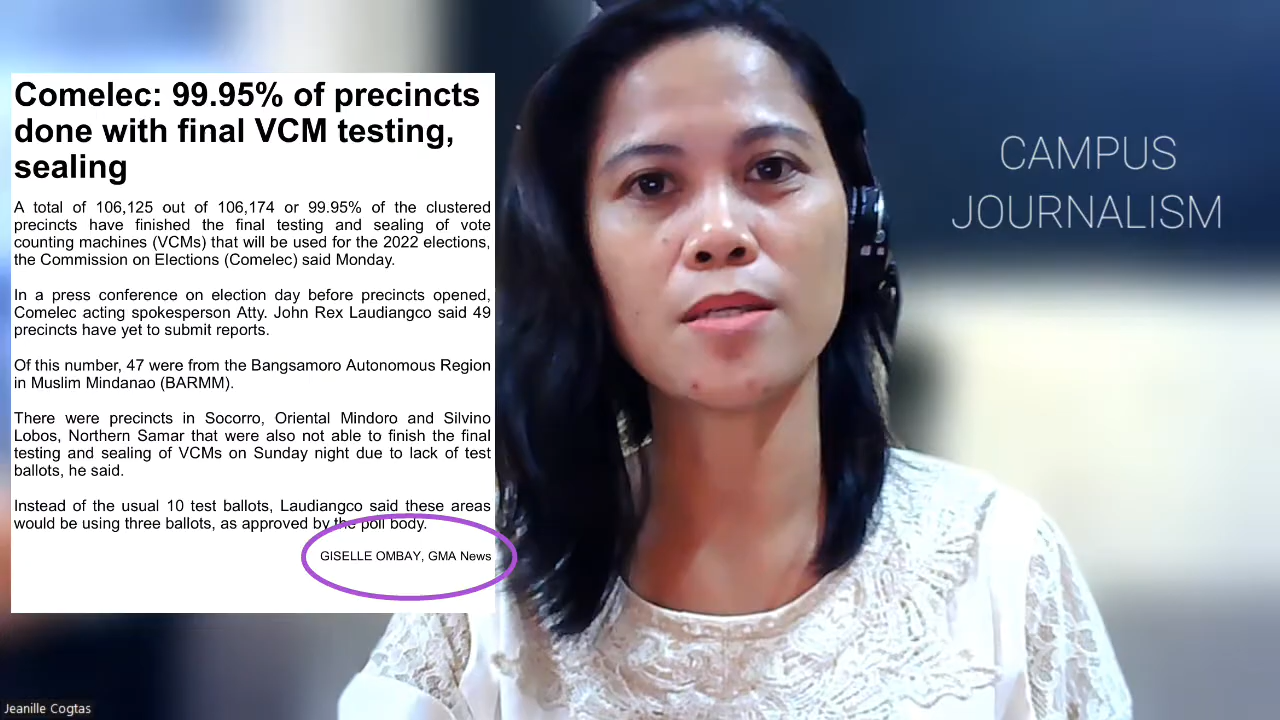 Comelec: 99.95% of precincts
done with final VCM testing,
sealing
A total of 106,125 out of 106,174 or 99.95% of the clustered
precincts have finished the final testing and sealing of vote
counting machines (VCMs) that will be used for the 2022 elections,
the Commission on Elections (Comelec) said Monday.
In a press conference on election day before precincts opened,
Comelec acting spokesperson Atty. John Rex Laudiangco said 49
precincts have yet to submit reports.
Of this number, 47 were from the Bangsamoro Autonomous Region
in Muslim Mindanao (BARMM).
There were precincts in Socorro, Oriental Mindoro and Silvino
Lobos, Northern Samar that were also not able to finish the final
testing and sealing of VCMs on Sunday night due to lack of test
ballots, he said.
Instead of the usual 10 test ballots, Laudiangco said these areas
would be using three ballots, as approved by the poll body.
GISELLE OMBAY, GMA News
CAMPUS
JOURNALISM
Jeanille Cogtas